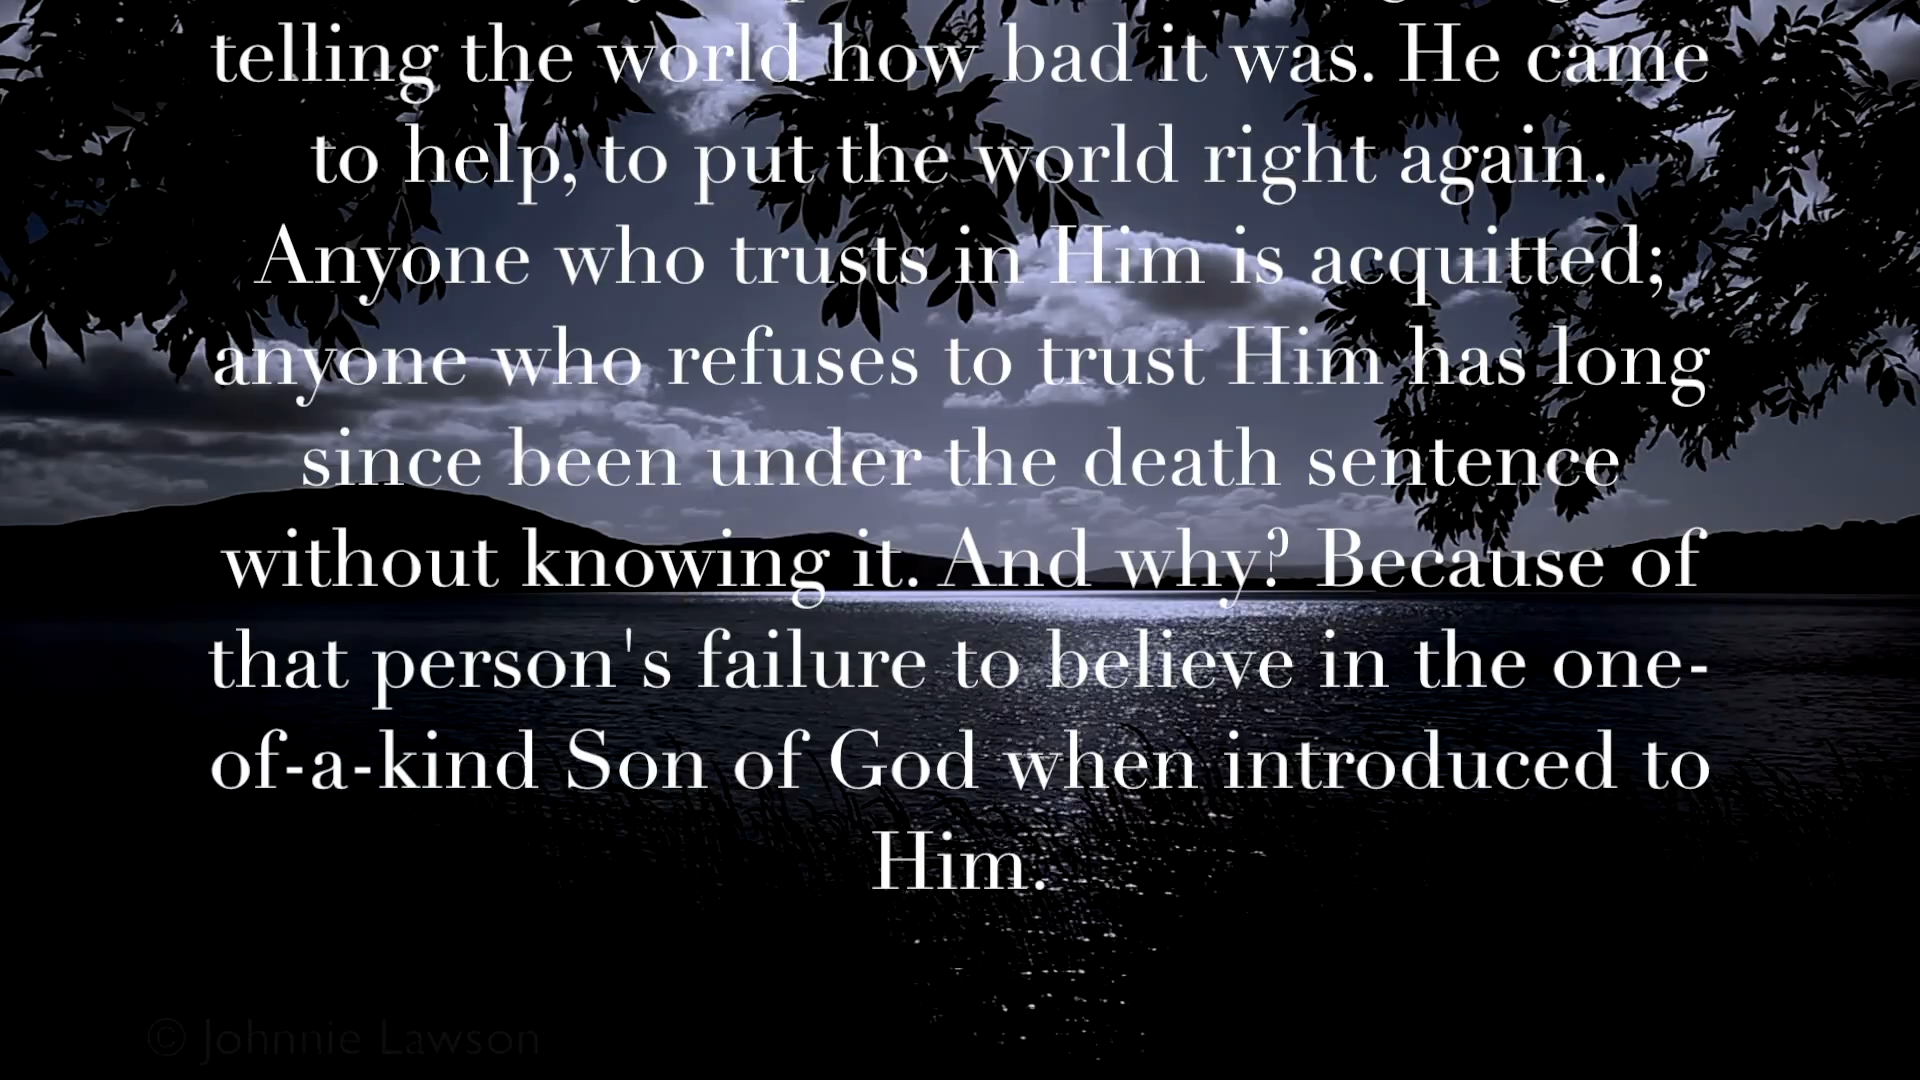 telling the world how bad it was. He came
to help, to put the world right again.
Anyone who trusts in Him is acquitted;
anyone who refuses to trust Him has long
since been under the death sentence
without knowing it. And why? Because of
that person's failure to believe in the one-
of-a-kind Son of God when introduced to
Him.
© Johnnie Lawson